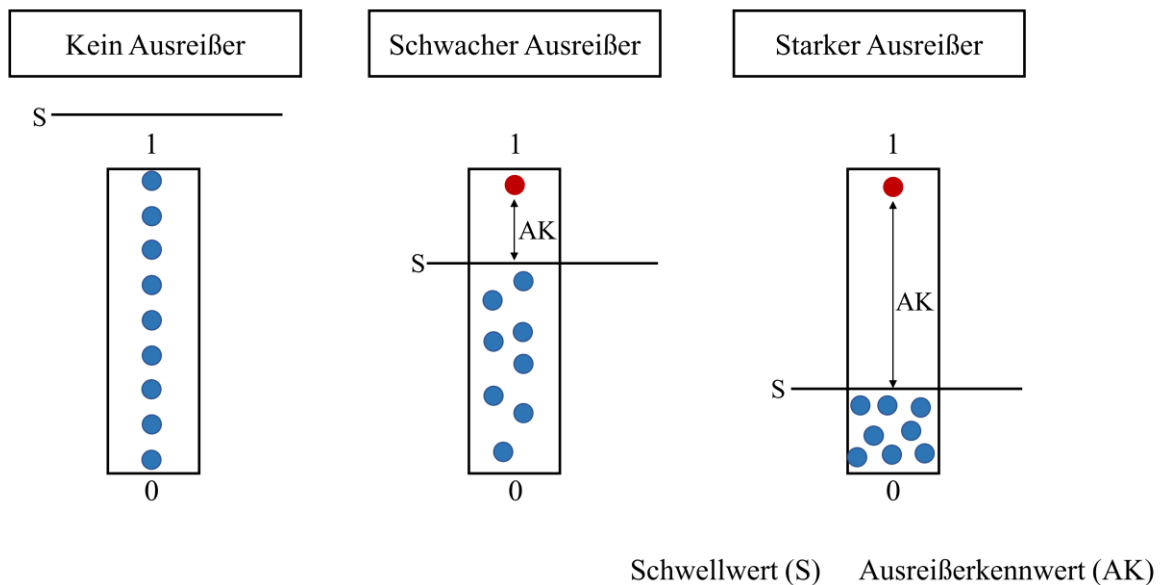 Kein Ausreißer
Schwacher Ausreißer
Starker Ausreißer
S
1
0
1
AK
S
0
1
AK
S
0
Schwellwert (S) Ausreißerkennwert (AK)